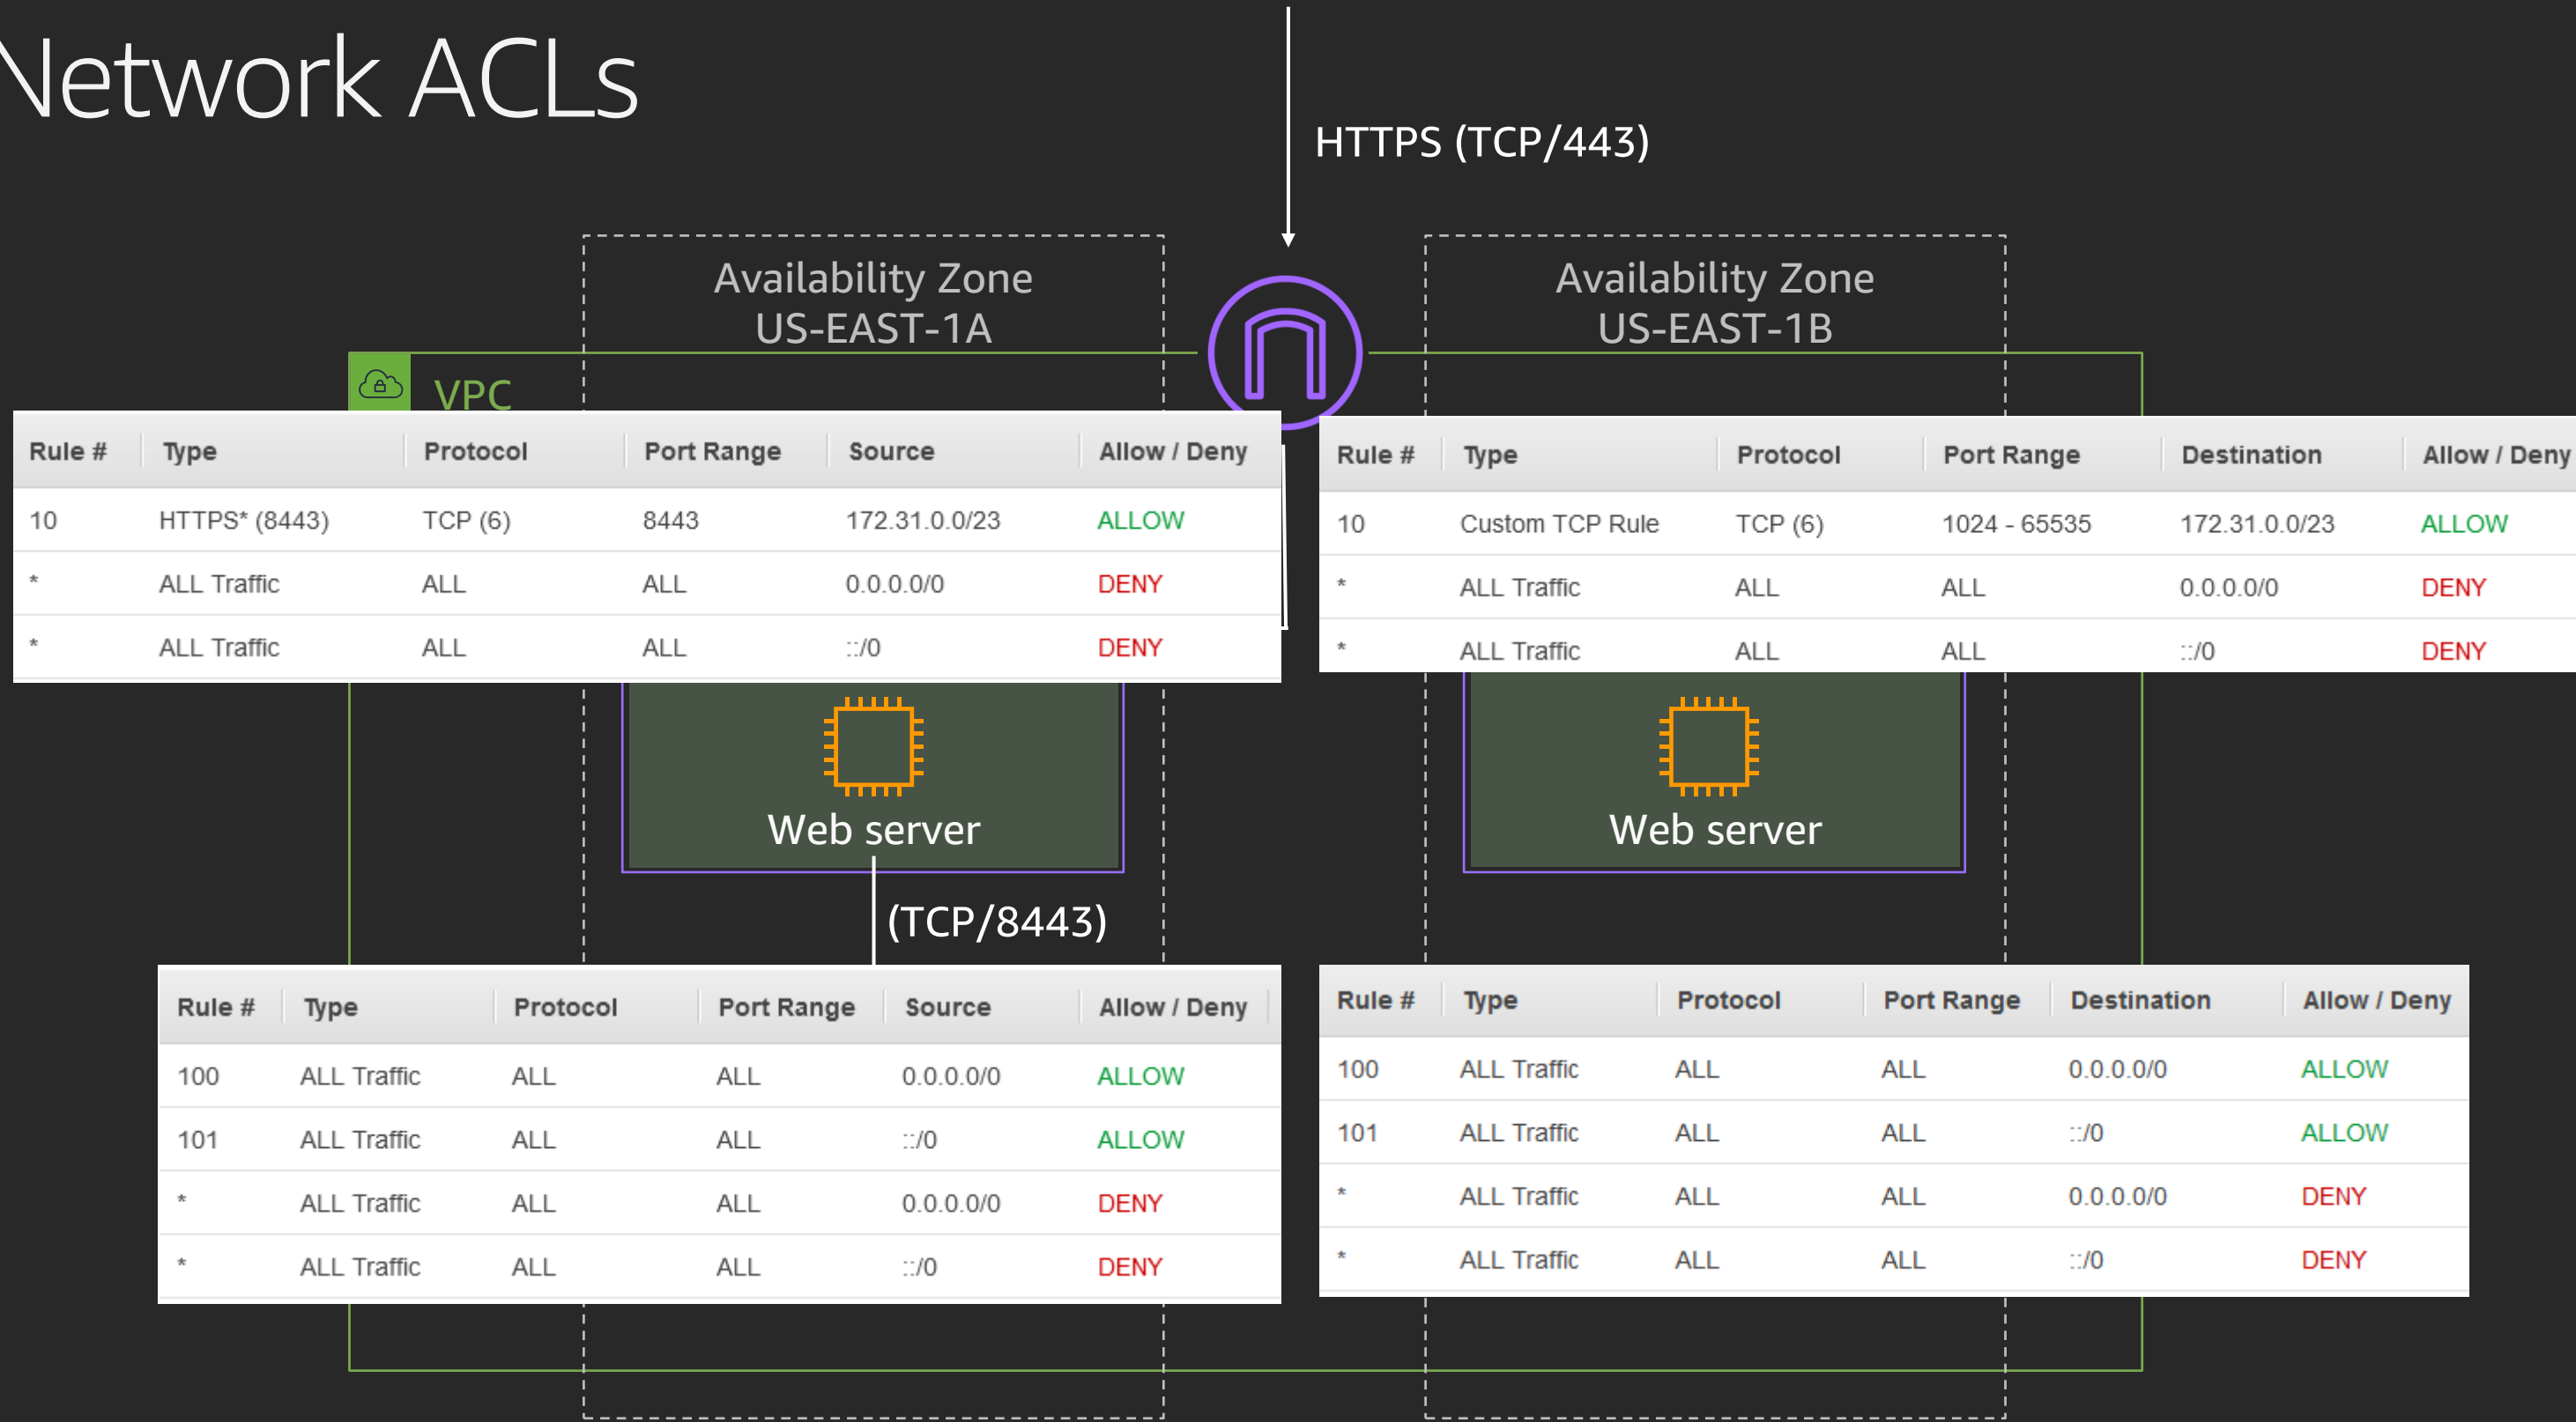 Network ACLs
HTTPS (TCP/443)
Availability Zone
US-EAST-1A
Availability Zone
US-EAST-1B
VPC
Rule # Type Protocol Port Range Source Allow / Deny
10 HTTPS* (8443) TCP (6) 8443 172.31.0.0/23 ALLOW
* ALL Traffic ALL ALL 0.0.0.0/0 DENY
* ALL Traffic ALL ALL ::/0 DENY
Rule # Type Protocol Port Range Destination Allow / Deny
10 Custom TCP Rule TCP (6) 1024 - 65535 172.31.0.0/23 ALLOW
* ALL Traffic ALL ALL 0.0.0.0/0 DENY
* ALL Traffic ALL ALL ::/0 DENY
Web server
Web server
(TCP/8443)
Rule # Type Protocol Port Range Source Allow / Deny
100 ALL Traffic ALL ALL 0.0.0.0/0 ALLOW
101 ALL Traffic ALL ALL ::/0 ALLOW
* ALL Traffic ALL ALL 0.0.0.0/0 DENY
* ALL Traffic ALL ALL ::/0 DENY
Rule # Type Protocol Port Range Destination Allow / Deny
100 ALL Traffic ALL ALL 0.0.0.0/0 ALLOW
101 ALL Traffic ALL ALL ::/0 ALLOW
* ALL Traffic ALL ALL 0.0.0.0/0 DENY
* ALL Traffic ALL ALL ::/0 DENY